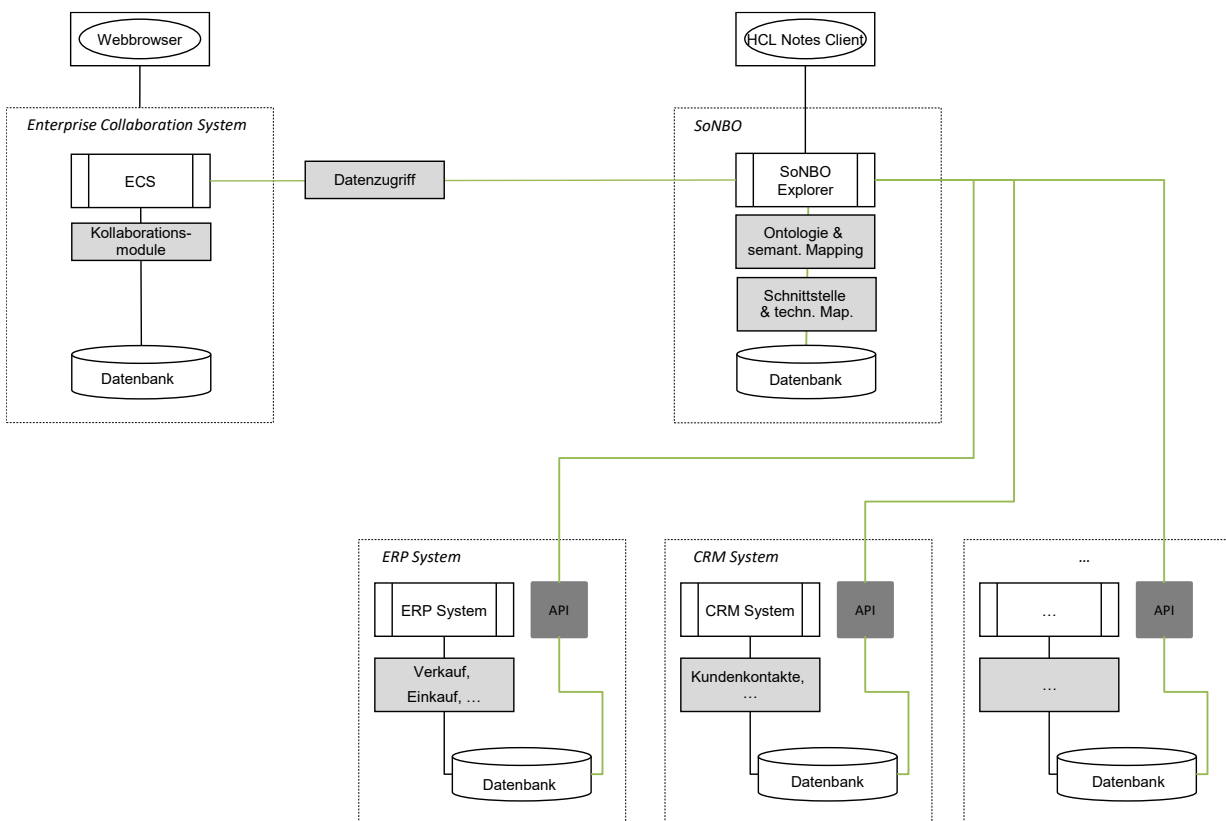 Webbrowser
HCL Notes Client
Enterprise Collaboration System
SoNBO
ECS
Datenzugriff
SoNBO
Explorer
Kollaborations-
module
Ontologie &
semant. Mapping
Schnittstelle
& techn. Map.
Datenbank
Datenbank
ERP System
CRM System
...
ERP System
API
CRM System
API
…
API
Verkauf,
Einkauf, …
Kundenkontakte,
…
…
Datenbank
Datenbank
Datenbank